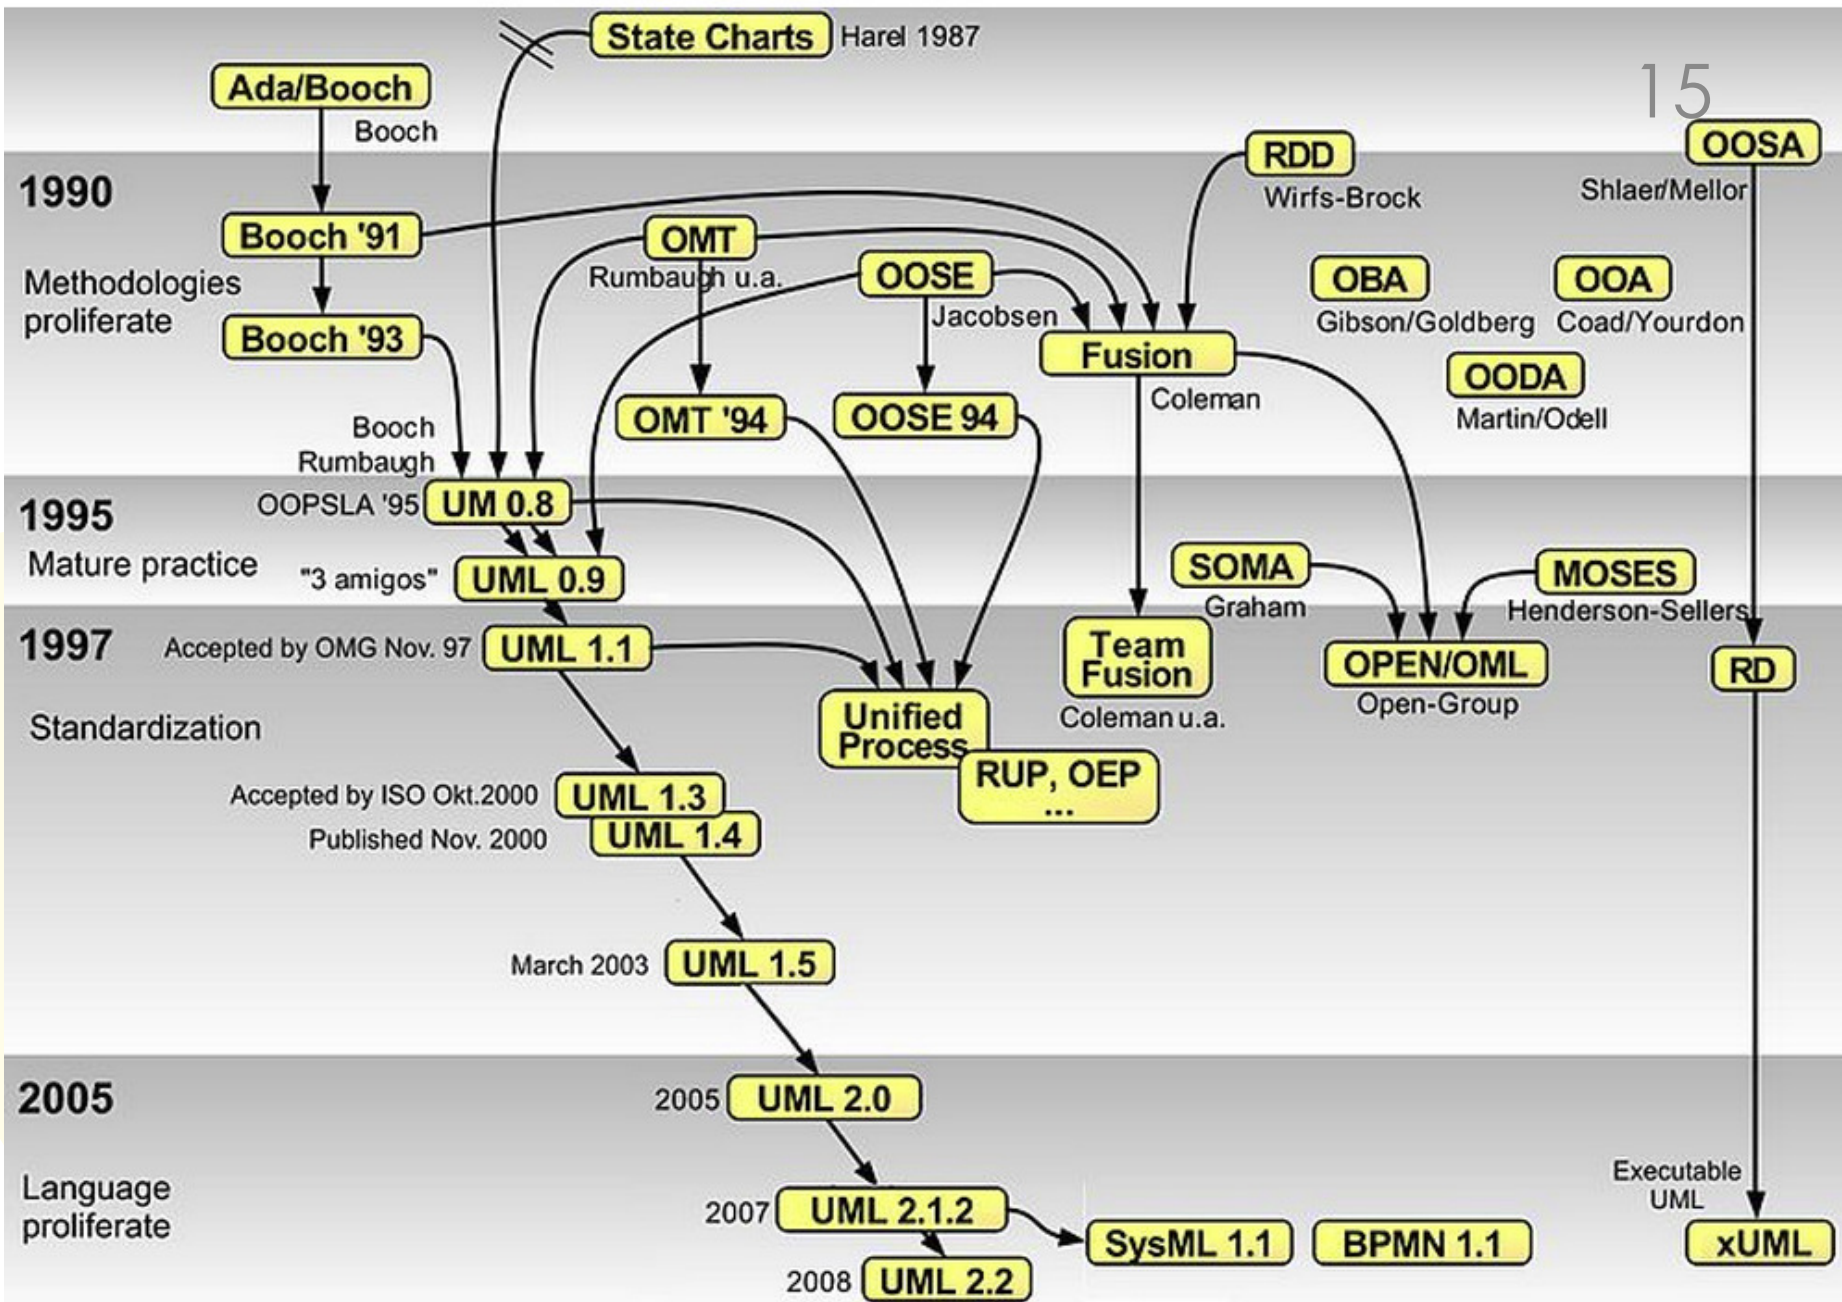 State Charts
Harel 1987
15
Ada/Booch
Booch
RDD
Wirfs-Brock
OOSA
Shlaer/Mellor
1990
Methodologies
proliferate
Booch '91
OMT
Rumbaugh u.a.
OOSE
Jacobsen
OBA
Gibson/Goldberg
OOA
Coad/Yourdon
Booch '93
Fusion
Coleman
OODA
Martin/Odell
OMT '94
OOSE 94
Booch
Rumbaugh
OOPSLA '95
UM 0.8
1995
Mature practice
"3 amigos"
UML 0.9
SOMA
Graham
MOSES
Henderson-Sellers
1997
Standardization
Accepted by OMG Nov. 97
UML 1.1
Team
Fusion
Coleman u.a.
OPEN/OML
Open-Group
RD
Unified
Process
RUP, OEP
...
Accepted by ISO Okt.2000
UML 1.3
Published Nov. 2000
UML 1.4
March 2003
UML 1.5
2005
Language
proliferate
2005
UML 2.0
2007
UML 2.1.2
2008
UML 2.2
SysML 1.1
BPMN 1.1
Executable
UML
xUML